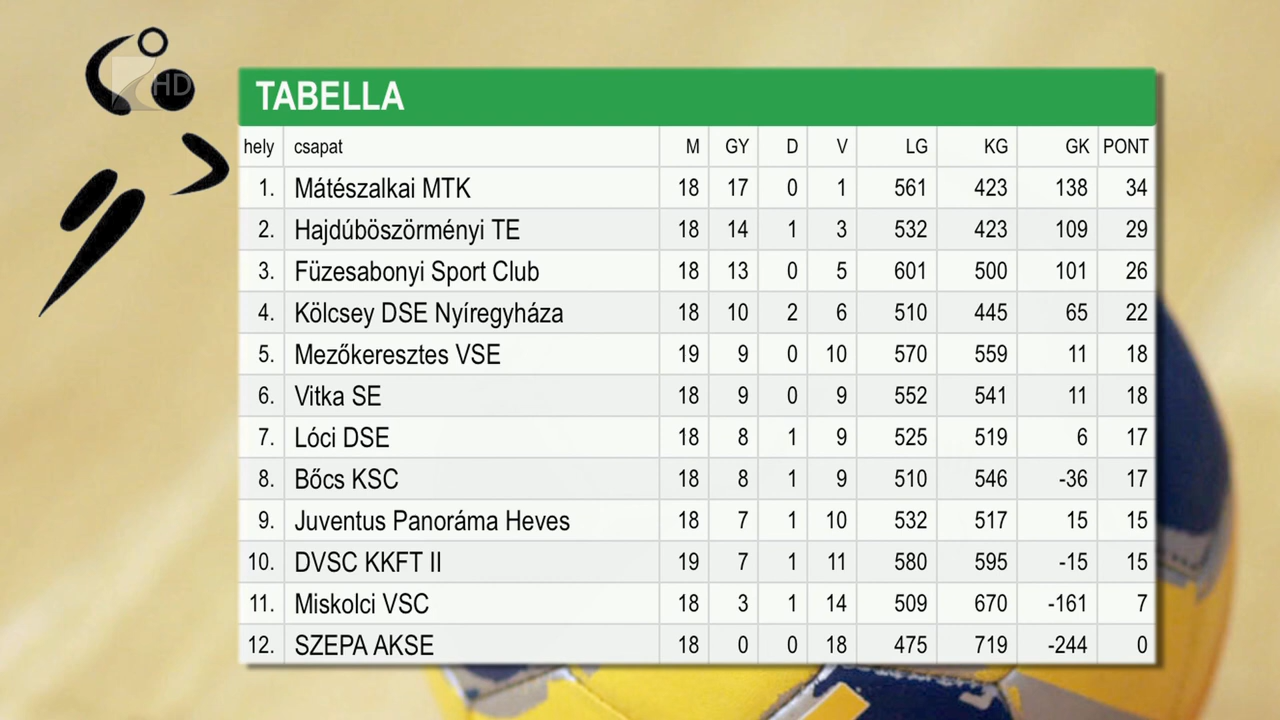 HD
TABELLA
hely csapat M GY D V LG KG GK PONT
1. Mátészalkai MTK 18 17 0 1 561 423 138 34
2. Hajdúböszörményi TE 18 14 1 3 532 423 109 29
3. Füzesabonyi Sport Club 18 13 0 5 601 500 101 26
4. Kölcsey DSE Nyíregyháza 18 10 2 6 510 445 65 22
5. Mezőkeresztes VSE 19 9 0 10 570 559 11 18
6. Vitka SE 18 9 0 9 552 541 11 18
7. Lóci DSE 18 8 1 9 525 519 6 17
8. Bőcs KSC 18 8 1 9 510 546 -36 17
9. Juventus Panoráma Heves 18 7 1 10 532 517 15 15
10. DVSC KKFT II 19 7 1 11 580 595 -15 15
11. Miskolci VSC 18 3 1 14 509 670 -161 7
12. SZEPA AKSE 18 0 0 18 475 719 -244 0